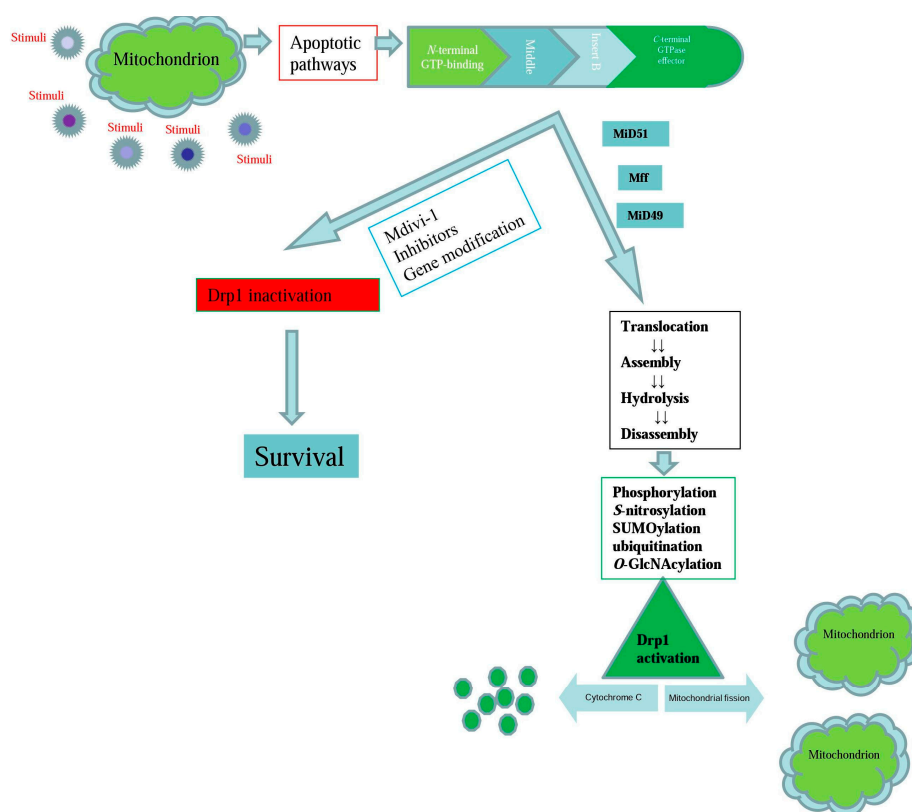 Stimuli
Mitochondrion
Apoptotic
pathways
N-terminal
GTP-binding
Middle
Insert B
C-terminal
GTPase
effector
Stimuli
Stimuli
Stimuli
Stimuli
MiD51
Mff
MiD49
Mdivi-1
Inhibitors
Gene modification
Drp1 inactivation
Survival
Translocation
↓↓
Assembly
↓↓
Hydrolysis
↓↓
Disassembly
Phosphorylation
S-nitrosylation
SUMOylation
ubiquitination
O-GlcNAcylation
Drp1
activation
Cytochrome C
Mitochondrial fission
Mitochondrion
Mitochondrion